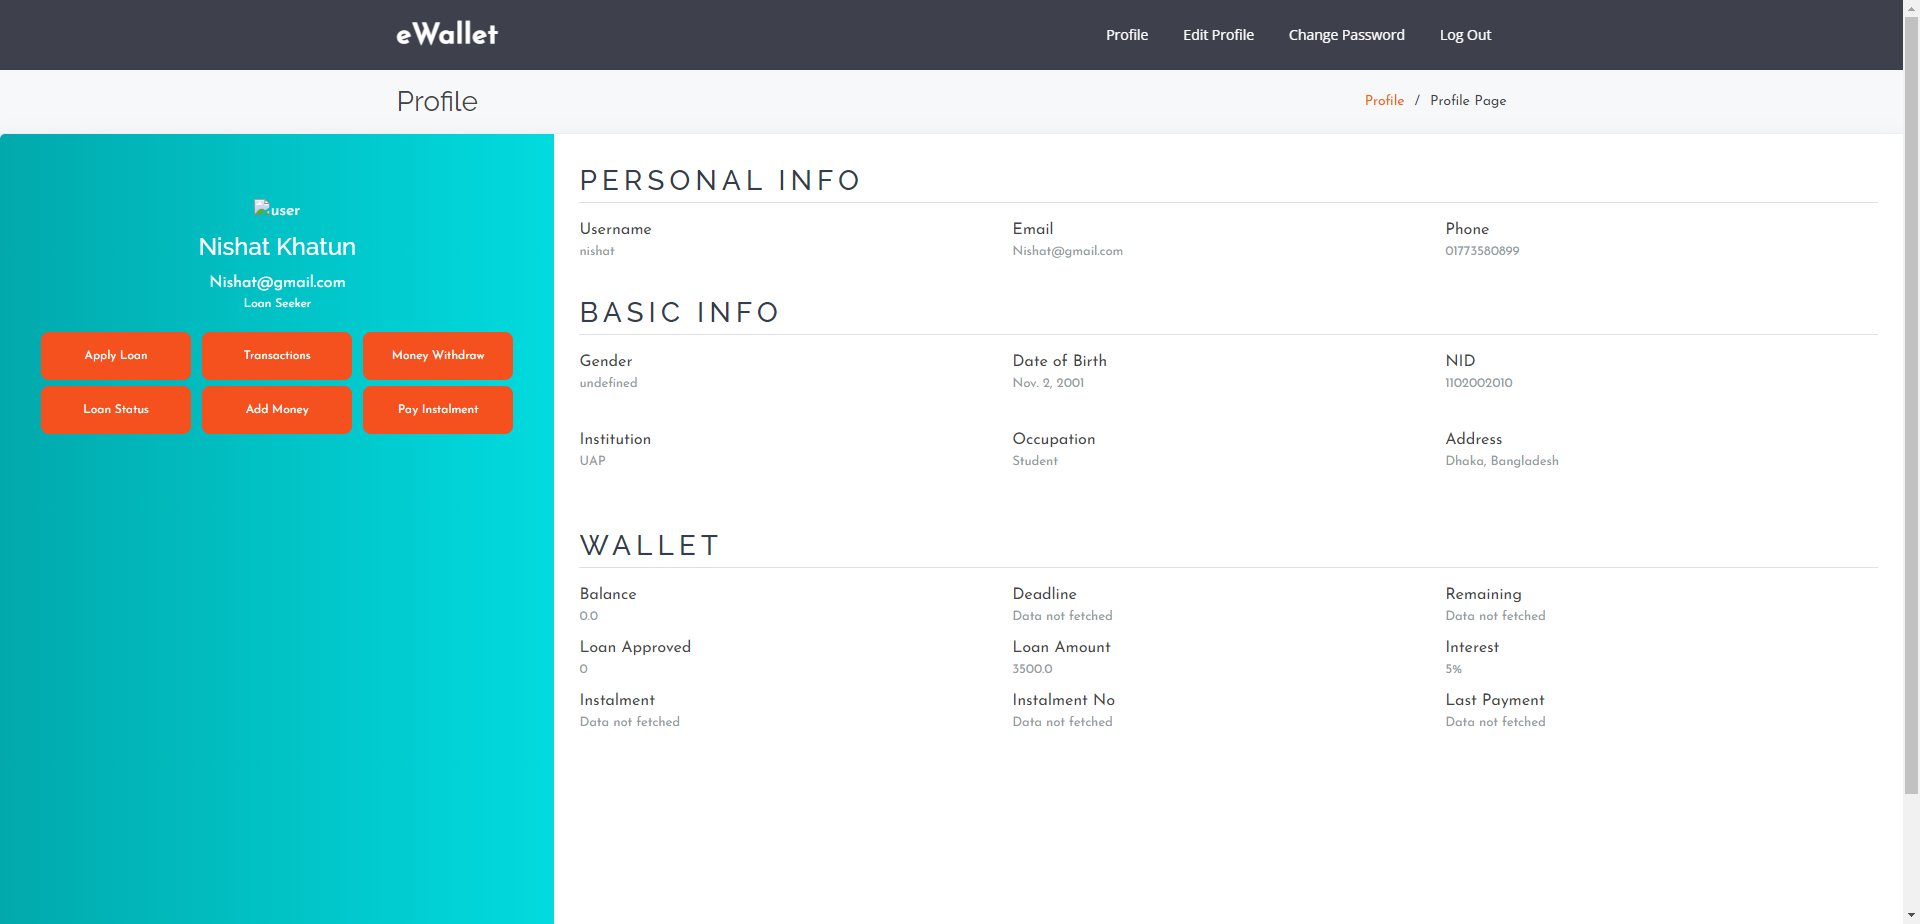 eWallet
Profile Edit Profile Change Password Log Out
Profile
Profile / Profile Page
user
Nishat Khatun
Nishat@gmail.com
Loan Seeker
Apply Loan Transactions Money Withdraw
Loan Status Add Money Pay Instalment
PERSONAL INFO
Username Email Phone
nishat Nishat@gmail.com 01773580899
BASIC INFO
Gender Date of Birth NID
undefined Nov. 2, 2001 1102002010
Institution Occupation Address
UAP Student Dhaka, Bangladesh
WALLET
Balance Deadline Remaining
0.0 Data not fetched Data not fetched
Loan Approved Loan Amount Interest
0 3500.0 5%
Instalment Instalment No Last Payment
Data not fetched Data not fetched Data not fetched